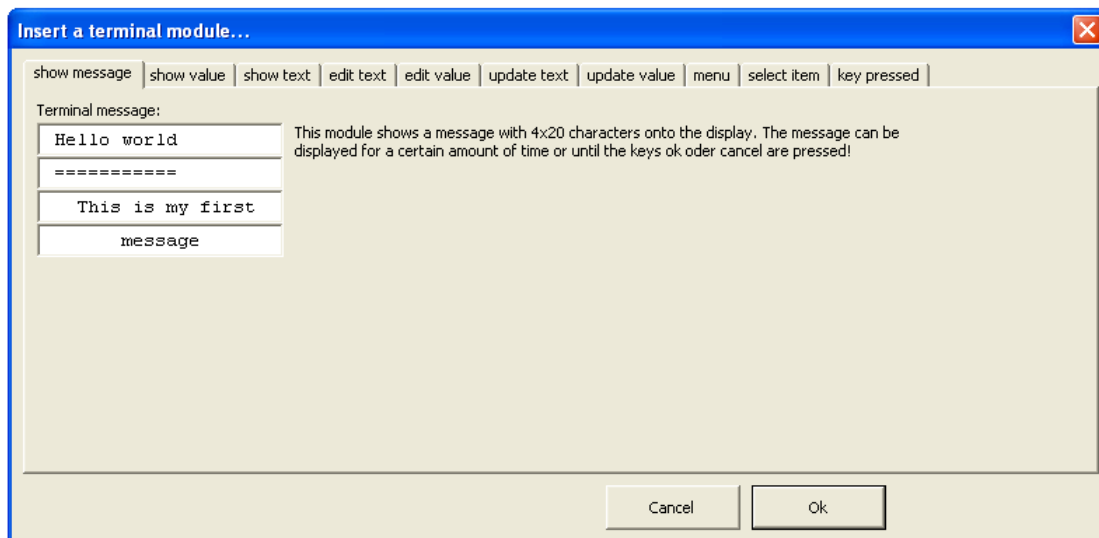 Insert a terminal module...
show message show value show text edit text edit value update text update value menu select item key pressed
Terminal message:
Hello world
===========
This is my first
message
This module shows a message with 4x20 characters onto the display. The message can be
displayed for a certain amount of time or until the keys ok oder cancel are pressed!
Cancel Ok